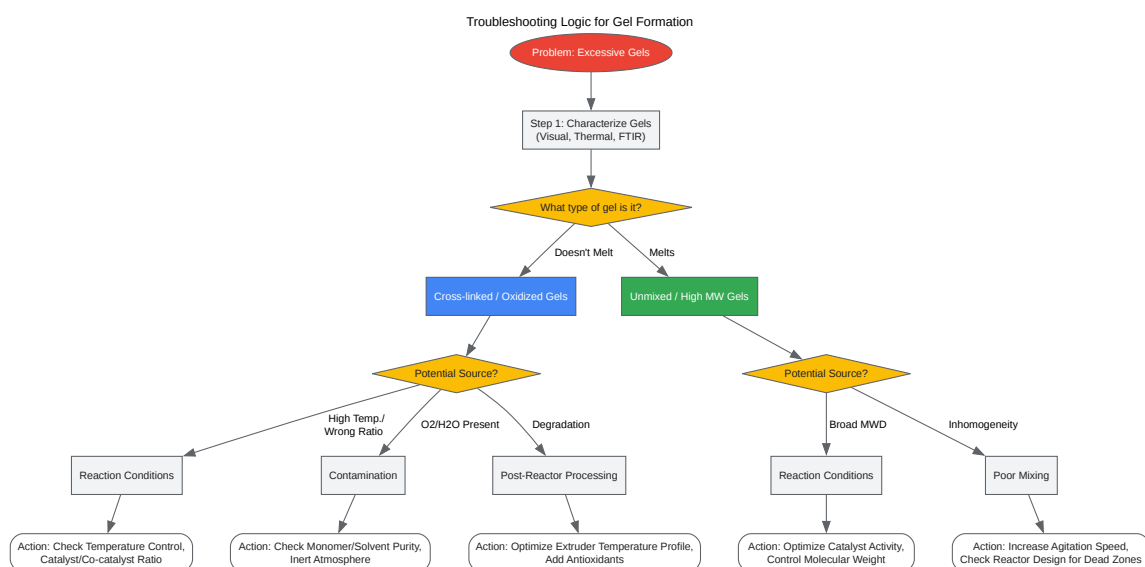 Troubleshooting Logic for Gel Formation
Problem: Excessive Gels
Step 1: Characterize Gels
(Visual, Thermal, FTIR)
What type of gel is it?
Doesn't Melt
Melts
Cross-linked / Oxidized Gels
Unmixed / High MW Gels
Potential Source?
Potential Source?
High Temp./
Wrong Ratio
O2/H2O Present
Degradation
Broad MWD
Inhomogeneity
Reaction Conditions
Contamination
Post-Reactor Processing
Reaction Conditions
Poor Mixing
Action: Check Temperature Control,
Catalyst/Co-catalyst Ratio
Action: Check Monomer/Solvent Purity,
Inert Atmosphere
Action: Optimize Extruder Temperature Profile,
Add Antioxidants
Action: Optimize Catalyst Activity,
Control Molecular Weight
Action: Increase Agitation Speed,
Check Reactor Design for Dead Zones